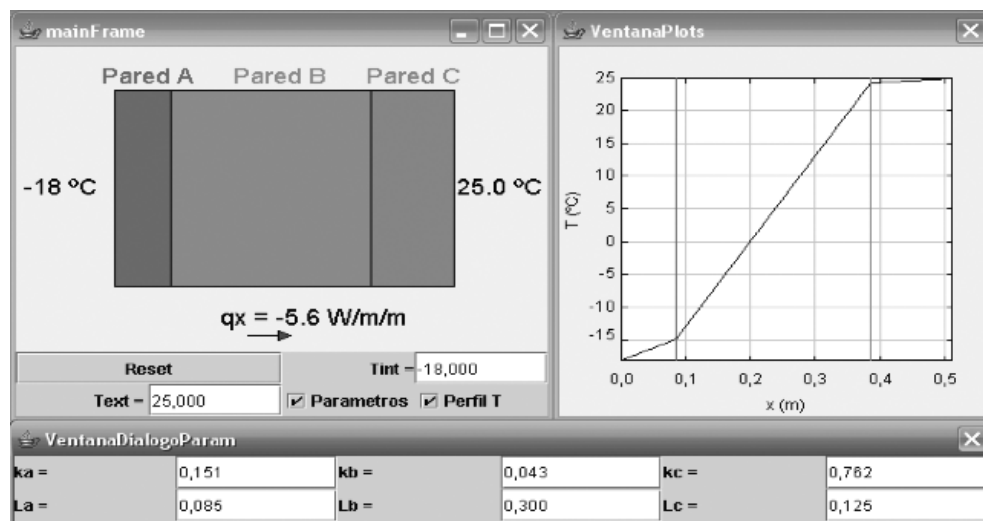 mainFrame
Pared A Pared B Pared C
-18 ºC
25.0 ºC
qx = -5.6 W/m/m
Reset
Tint = -18,000
Text = 25,000
Parametros
Perfil T
VentanaPlots
25
20
15
10
5
0
-5
-10
-15
T (ºC)
0,0 0,1 0,2 0,3 0,4 0,5
x (m)
VentanaDialogoParam
ka = 0,151 kb = 0,043 kc = 0,762
La = 0,085 Lb = 0,300 Lc = 0,125